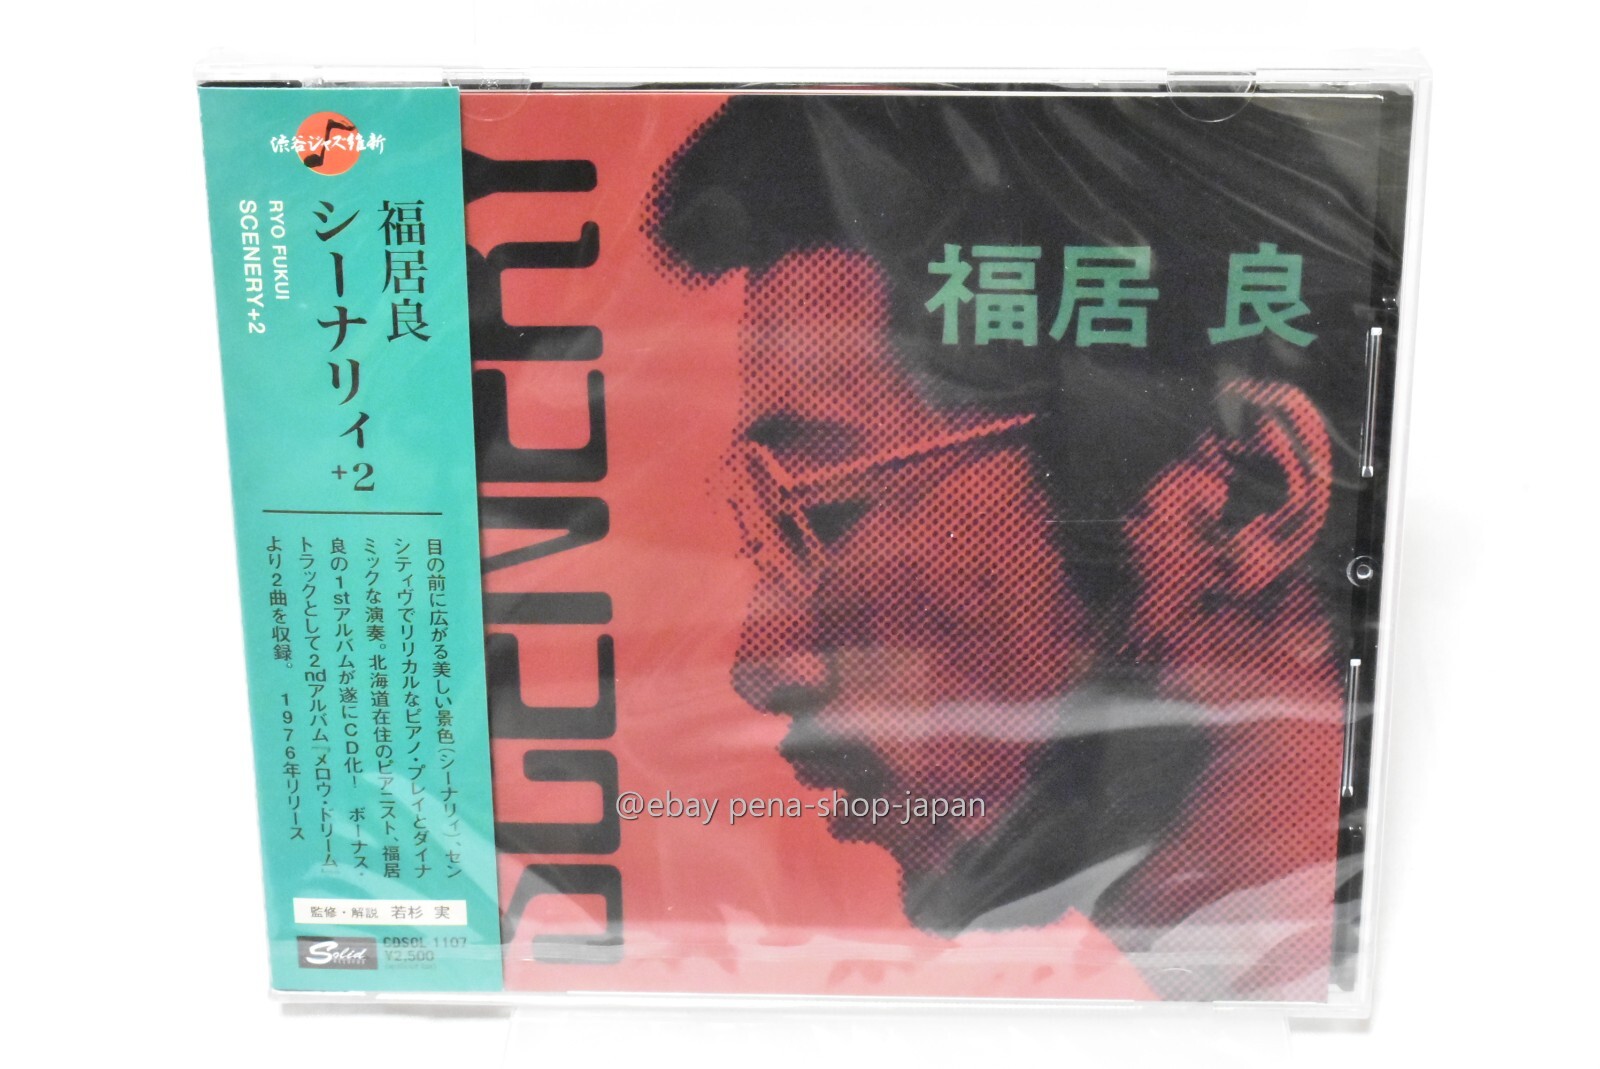 渋谷ジャズ維新
福居良
シーナリィ
+2
RYO FUKUI
SCENERY+2
目の前に広がる美しい景色（シーナリィ）、セン
シティヴでリリカルなピアノ・プレイとダイナ
ミックな演奏。北海道在住のピアニスト、福居
良の1stアルバムが遂にCD化！　ボーナス・
トラックとして2ndアルバム『メロウ・ドリーム』
より2曲を収録。　1976年リリース
監修・解説 若杉 実
Solid
RECORDS
CDSOL-1107
¥2,500
SCENERY
福居 良
@ebay pena-shop-japan